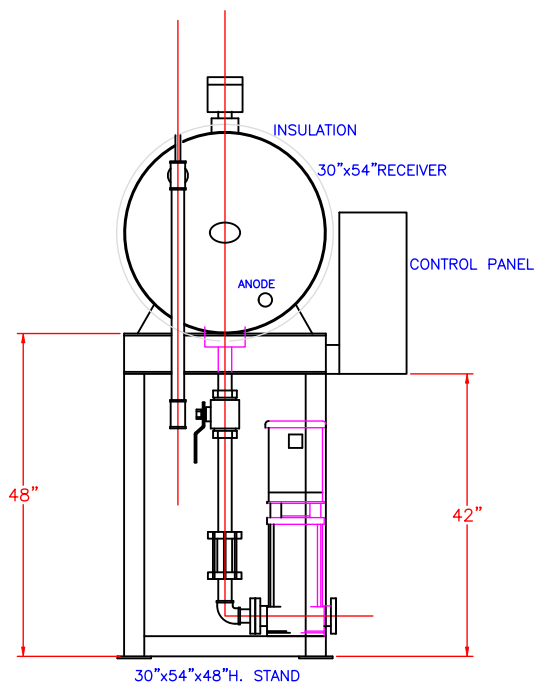 INSULATION
30”x54”RECEIVER
CONTROL PANEL
ANODE
48”
42”
30”x54”x48”H. STAND